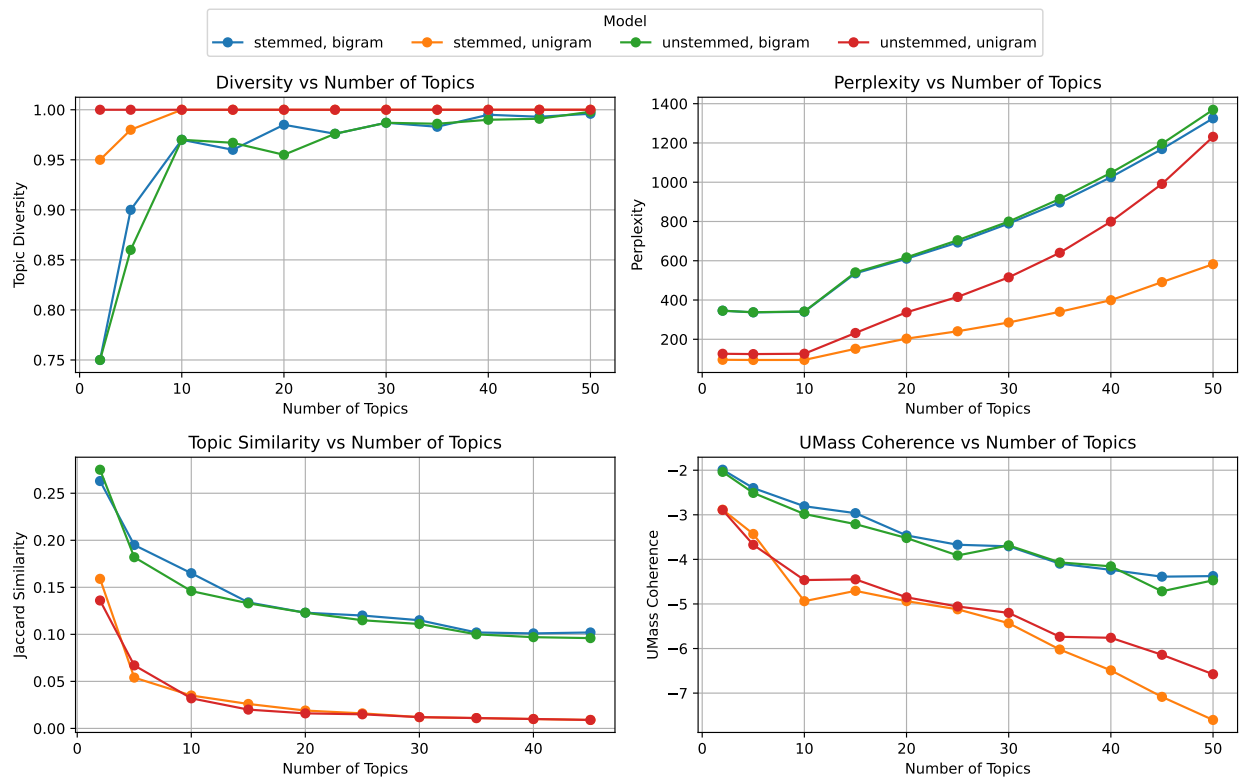 Model
stemmed, bigram stemmed, unigram unstemmed, bigram unstemmed, unigram
Diversity vs Number of Topics
Topic Diversity
1.00
0.95
0.90
0.85
0.80
0.75
0 10 20 30 40 50
Number of Topics
Perplexity vs Number of Topics
Perplexity
1400
1200
1000
800
600
400
200
0 10 20 30 40 50
Number of Topics
Topic Similarity vs Number of Topics
Jaccard Similarity
0.25
0.20
0.15
0.10
0.05
0.00
0 10 20 30 40
Number of Topics
UMass Coherence vs Number of Topics
UMass Coherence
−2
−3
−4
−5
−6
−7
0 10 20 30 40 50
Number of Topics